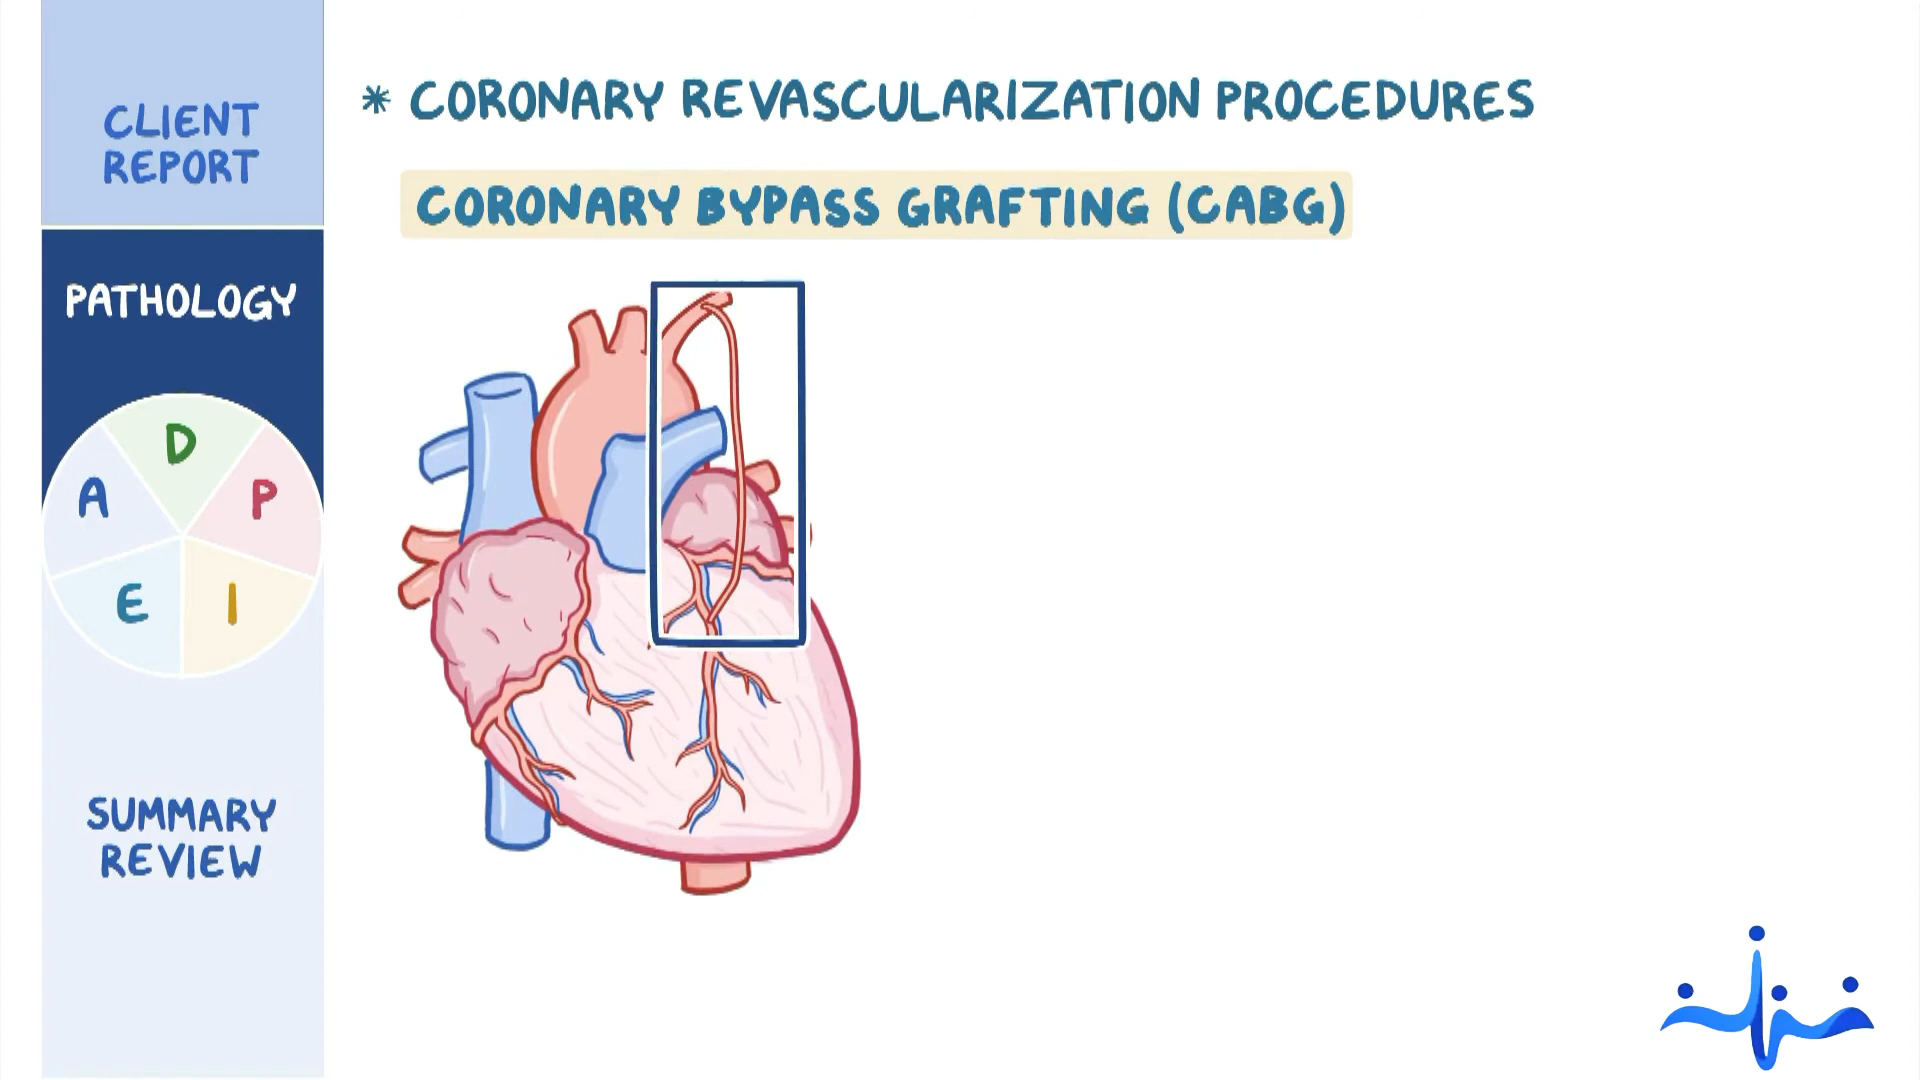 CLIENT
REPORT
PATHOLOGY
A
D
P
E
I
SUMMARY
REVIEW
* CORONARY REVASCULARIZATION PROCEDURES
CORONARY BYPASS GRAFTING (CABG)